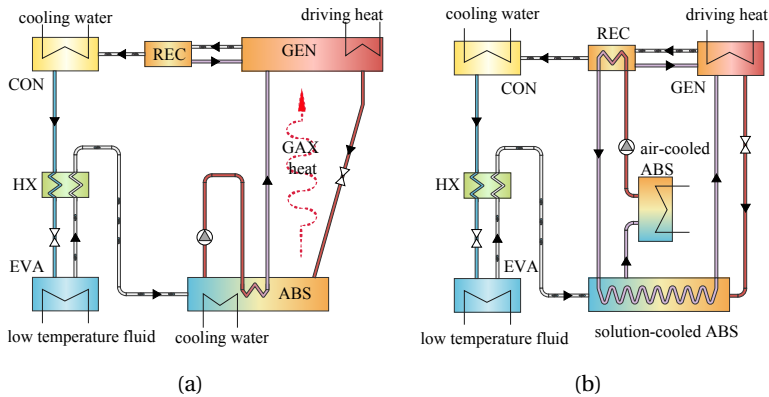 cooling water
driving heat
REC
GEN
CON
GAX
heat
HX
EVA
ABS
low temperature fluid
cooling water
(a)
cooling water
driving heat
REC
CON
GEN
air-cooled
ABS
HX
EVA
low temperature fluid
solution-cooled ABS
(b)